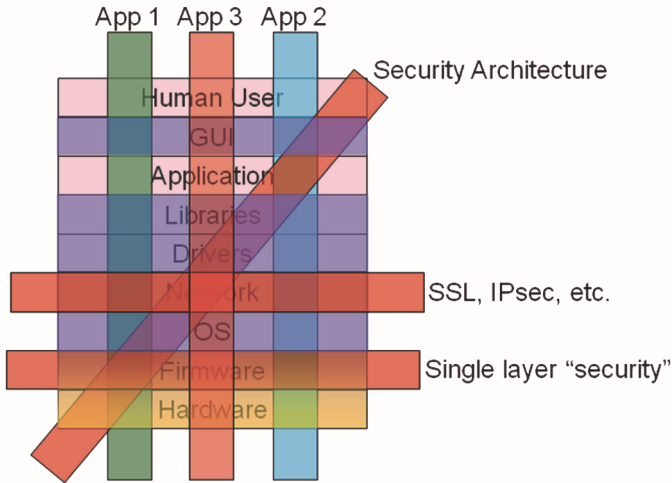 App 1 App 3 App 2
Security Architecture
Human User
GUI
Application
Libraries
Drivers
Network
SSL, IPsec, etc.
OS
Firmware
Single layer “security”
Hardware